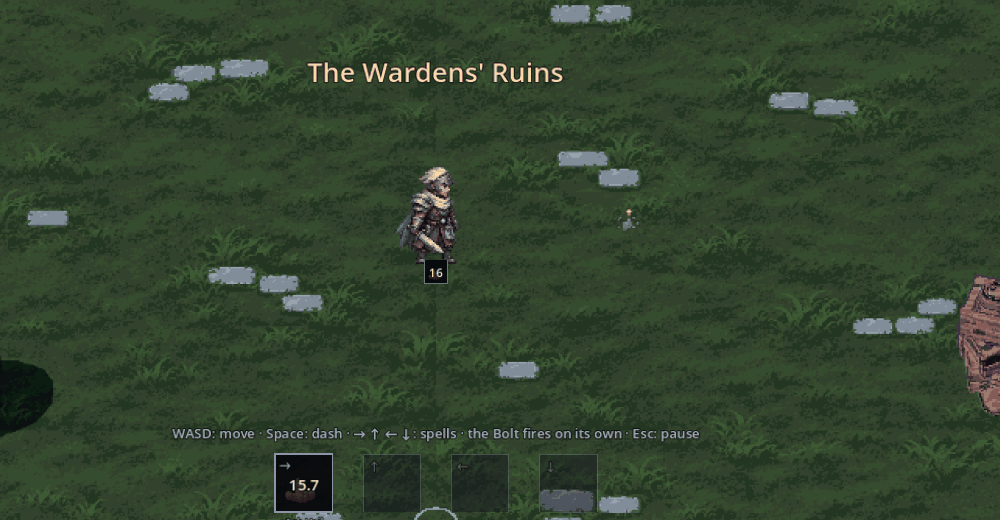 The Wardens' Ruins
16
WASD: move · Space: dash · → ↑ ← ↓: spells · the Bolt fires on its own · Esc: pause
→ ↑ ← ↓
15.7